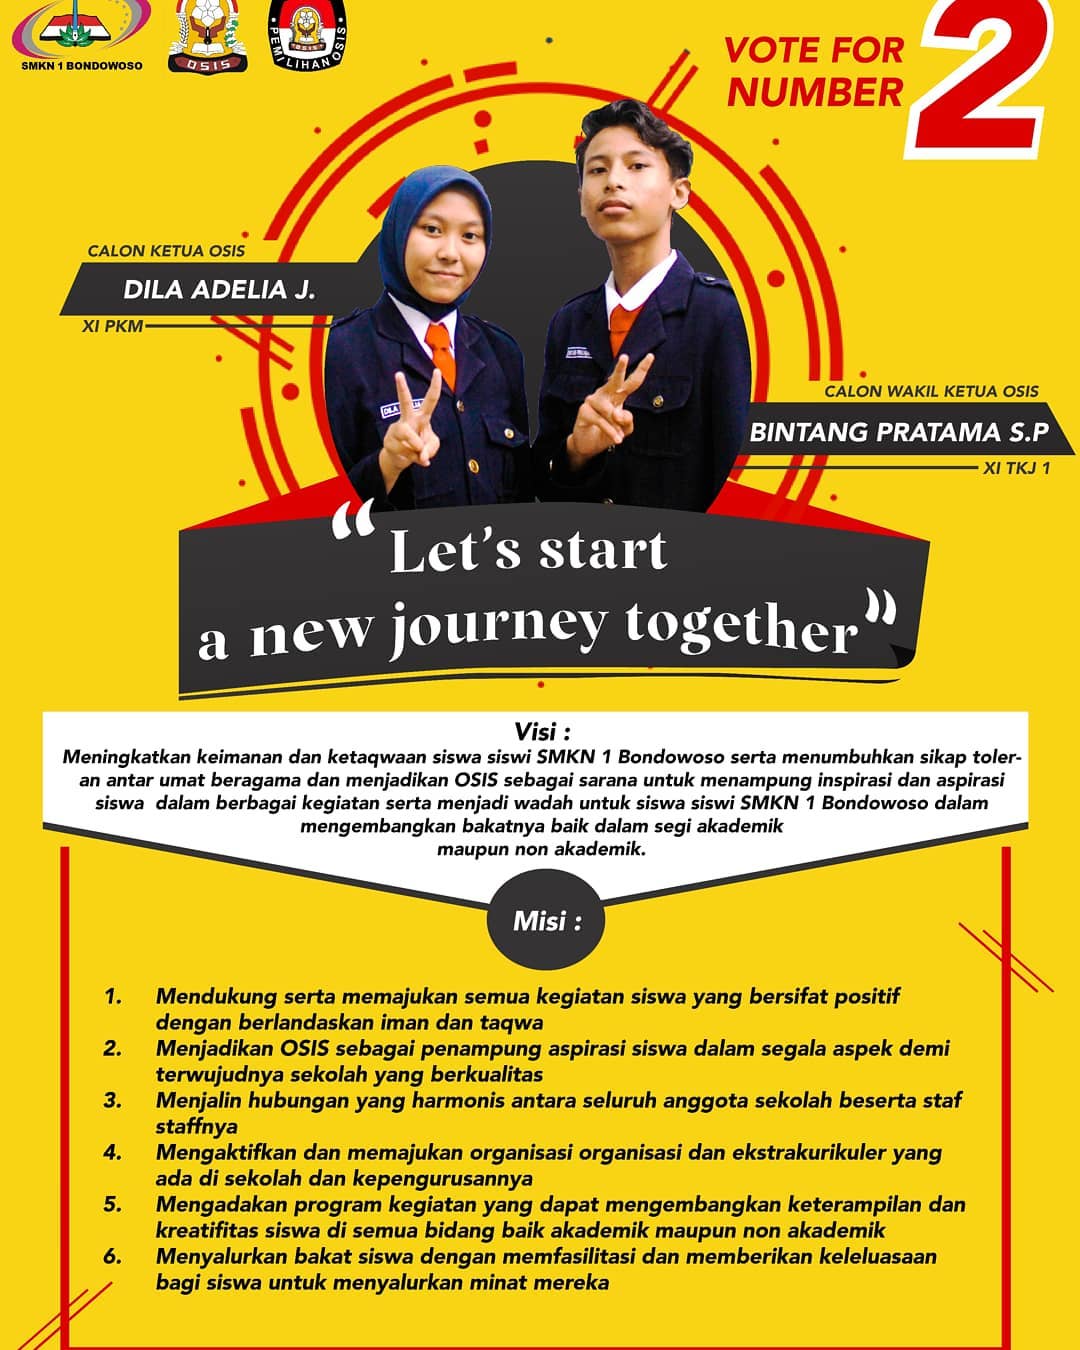 SMKN 1 BONDOWOSO
OSIS
OSIS
PEMILIHAN OSIS
VOTE FOR
NUMBER
2
CALON KETUA OSIS
DILA ADELIA J.
XI PKM
CALON WAKIL KETUA OSIS
BINTANG PRATAMA S.P
XI TKJ 1
“Let's start
a new journey together”
Visi :
Meningkatkan keimanan dan ketaqwaan siswa siswi SMKN 1 Bondowoso serta menumbuhkan sikap toler-
an antar umat beragama dan menjadikan OSIS sebagai sarana untuk menampung inspirasi dan aspirasi
siswa dalam berbagai kegiatan serta menjadi wadah untuk siswa siswi SMKN 1 Bondowoso dalam
mengembangkan bakatnya baik dalam segi akademik
maupun non akademik.
Misi :
1. Mendukung serta memajukan semua kegiatan siswa yang bersifat positif
dengan berlandaskan iman dan taqwa
2. Menjadikan OSIS sebagai penampung aspirasi siswa dalam segala aspek demi
terwujudnya sekolah yang berkualitas
3. Menjalin hubungan yang harmonis antara seluruh anggota sekolah beserta staf
staffnya
4. Mengaktifkan dan memajukan organisasi organisasi dan ekstrakurikuler yang
ada di sekolah dan kepengurusannya
5. Mengadakan program kegiatan yang dapat mengembangkan keterampilan dan
kreatifitas siswa di semua bidang baik akademik maupun non akademik
6. Menyalurkan bakat siswa dengan memfasilitasi dan memberikan keleluasaan
bagi siswa untuk menyalurkan minat mereka